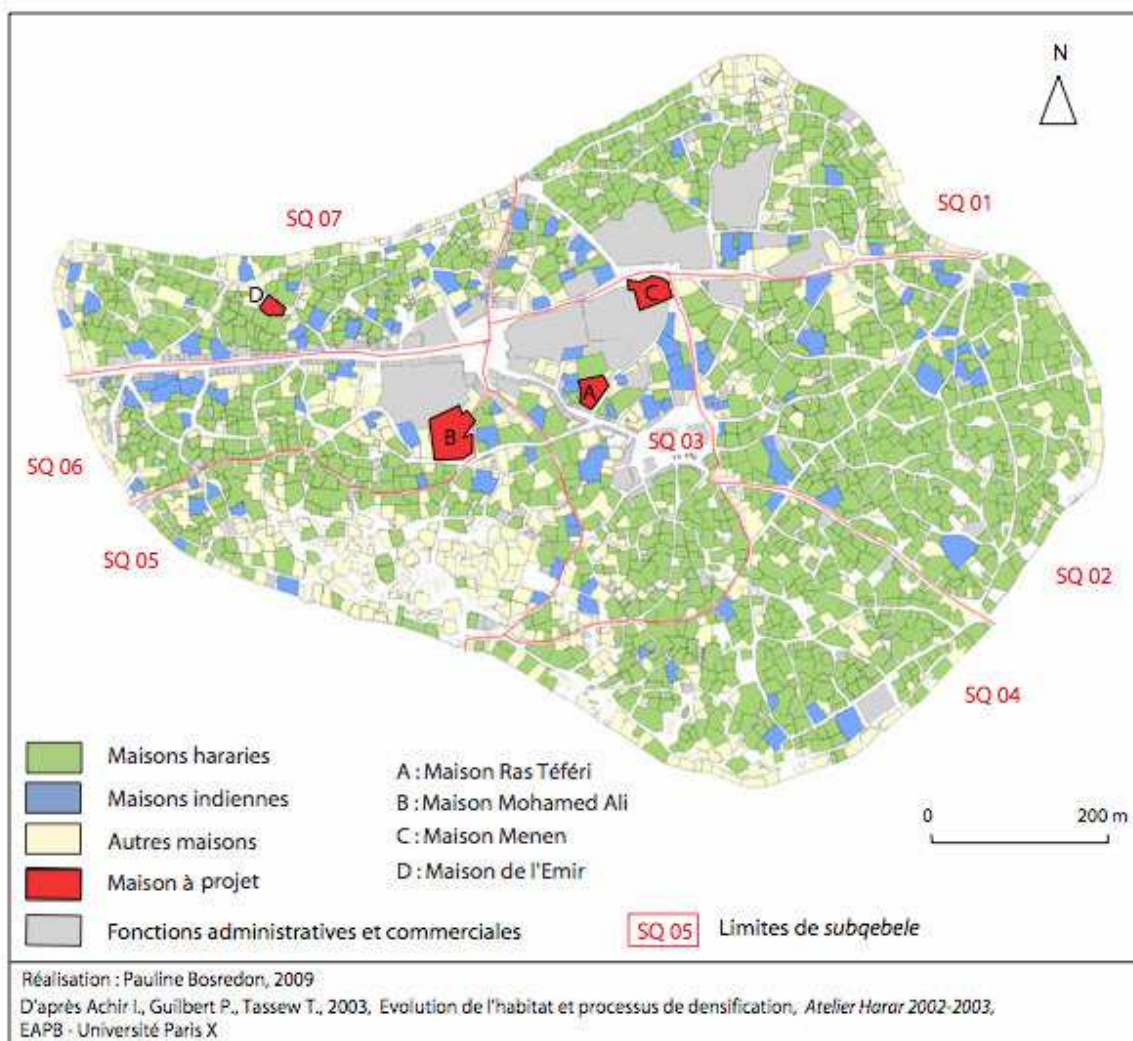 N
SQ 01
SQ 07
D
C
A
B
SQ 03
SQ 06
SQ 05
SQ 02
SQ 04
Maisons hararies
Maisons indiennes
Autres maisons
Maison à projet
Fonctions administratives et commerciales
A : Maison Ras Téféri
B : Maison Mohamed Ali
C : Maison Menen
D : Maison de l'Emir
SQ 05 Limites de subqebele
0 200 m
Réalisation : Pauline Bosredon, 2009
D'après Achir I., Guilbert P., Tassew T., 2003, Evolution de l'habitat et processus de densification, Atelier Harar 2002-2003,
EAPB - Université Paris X